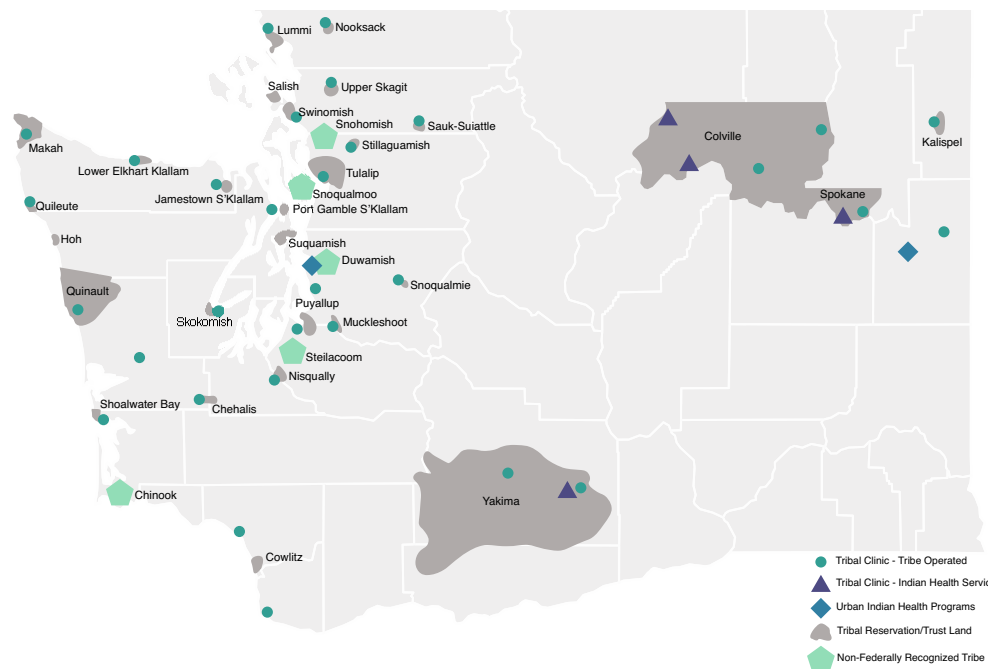 Lummi
Nooksack
Salish
Upper Skagit
Swinomish
Snohomish
Sauk-Suiattle
Makah
Stillaguamish
Colville
Kalispel
Lower Elkhart Klallam
Tulalip
Jamestown S'Klallam
Snoqualmoo
Spokane
Quileute
Port Gamble S'Klallam
Hoh
Suquamish
Duwamish
Quinault
Snoqualmie
Puyallup
Skokomish
Muckleshoot
Steilacoom
Nisqually
Shoalwater Bay
Chehalis
Chinook
Yakima
Cowlitz
Tribal Clinic - Tribe Operated
Tribal Clinic - Indian Health Servic
Urban Indian Health Programs
Tribal Reservation/Trust Land
Non-Federally Recognized Tribe